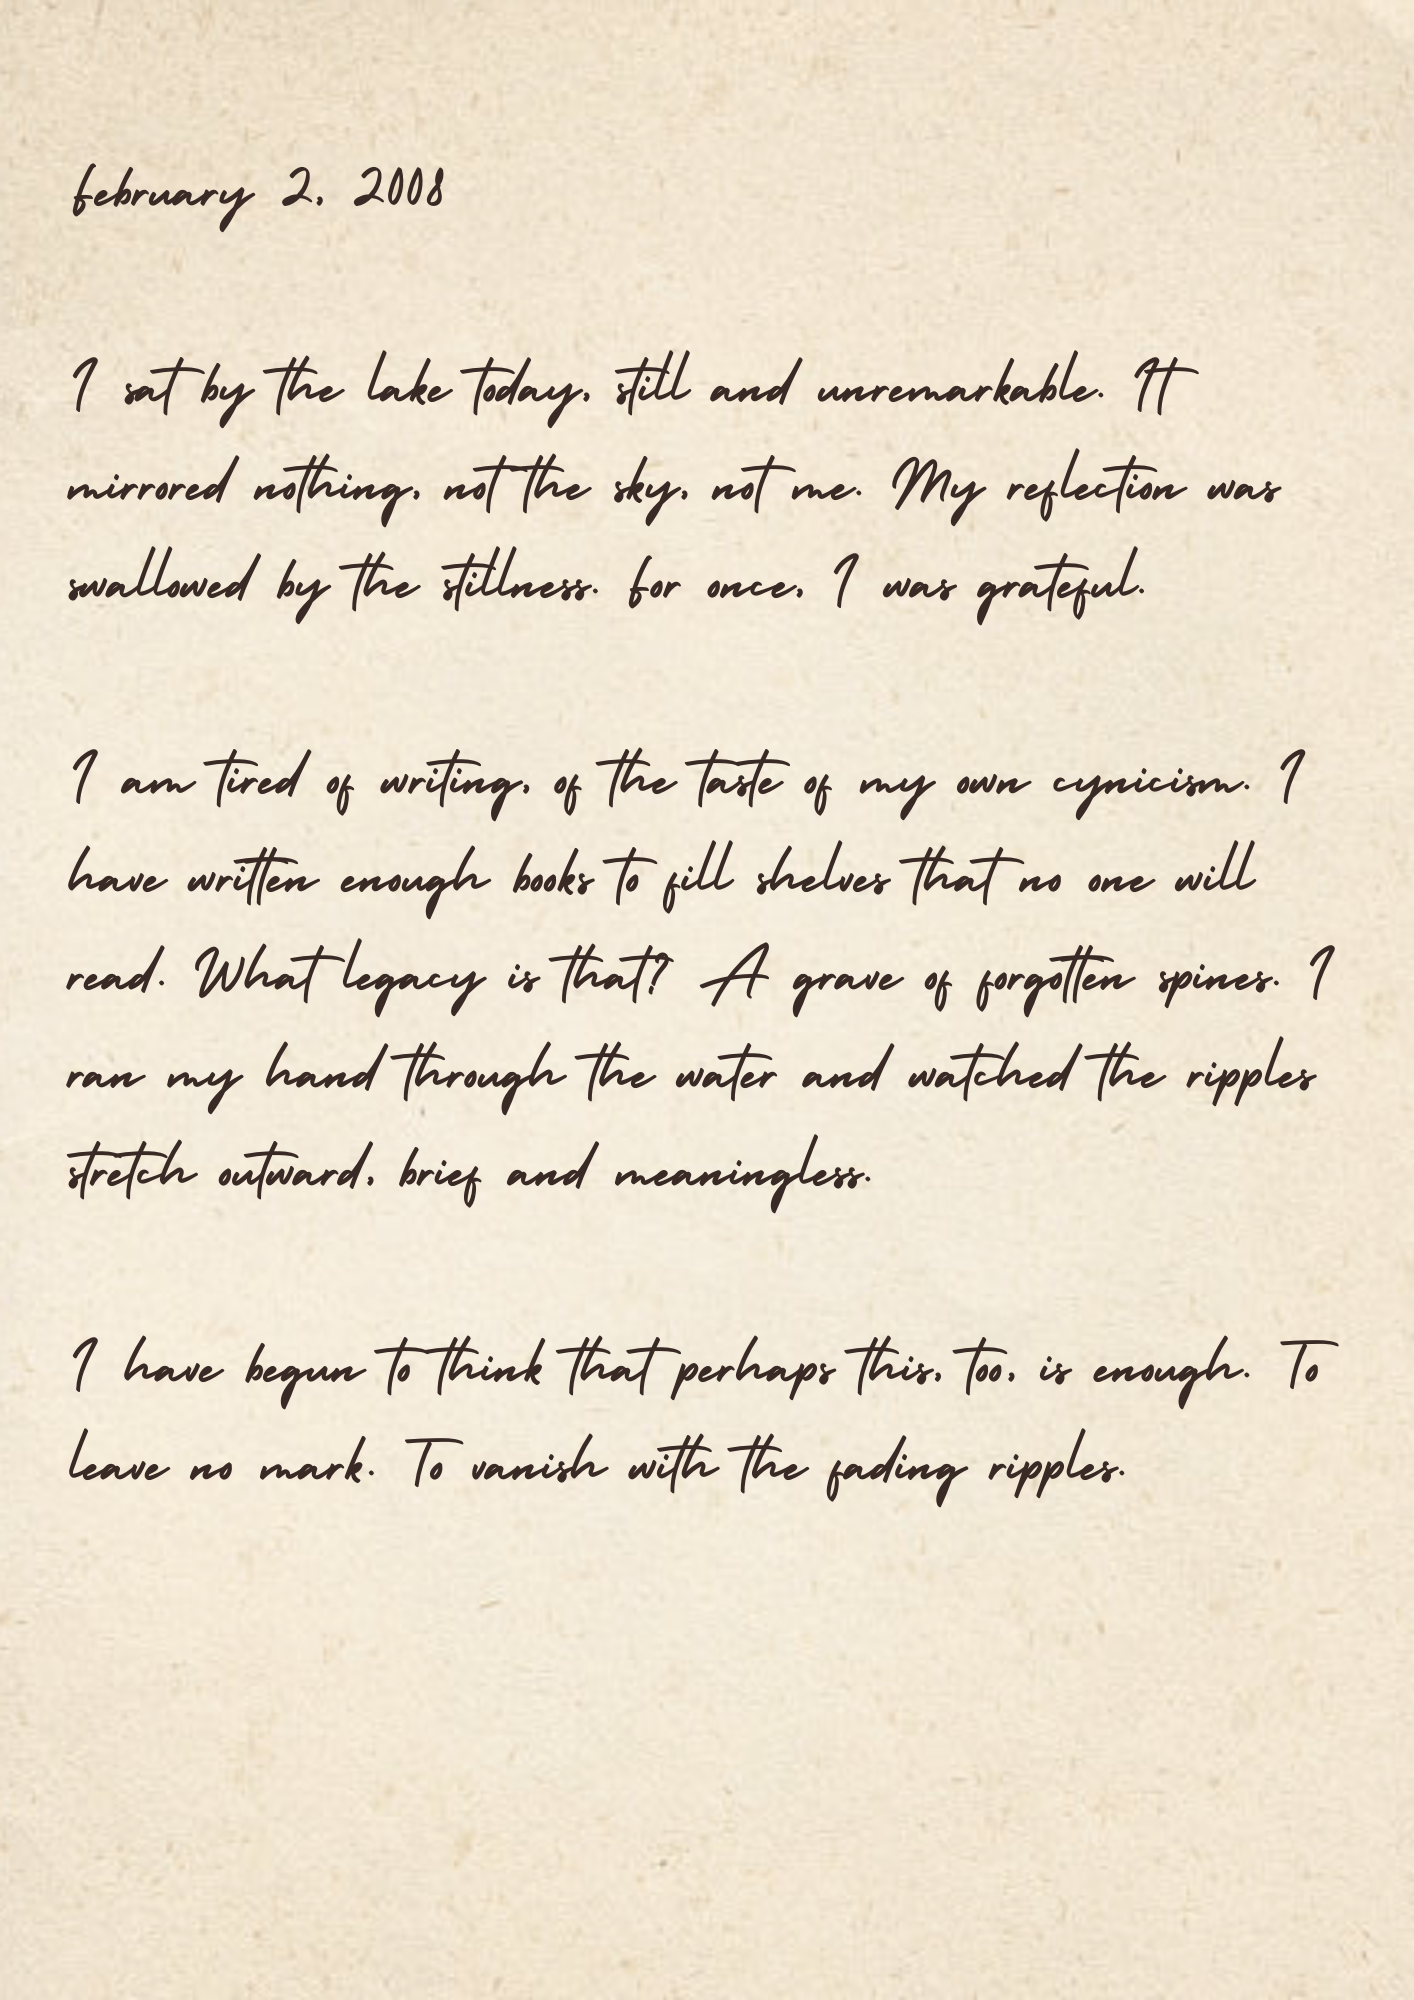 February 2, 2008
I sat by the lake today, still and unremarkable. It
mirrored nothing, not the sky, not me. My reflection was
swallowed by the stillness. For once, I was grateful.
I am tired of writing, of the taste of my own cynicism. I
have written enough books to fill shelves that no one will
read. What legacy is that? A grave of forgotten spines. I
ran my hand through the water and watched the ripples
stretch outward, brief and meaningless.
I have begun to think that perhaps this, too, is enough. To
leave no mark. To vanish with the fading ripples.